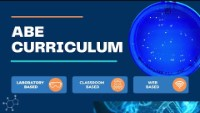 ABE
CURRICULUM
LABORATORY
BASED
CLASSROOM
BASED
WEB
BASED